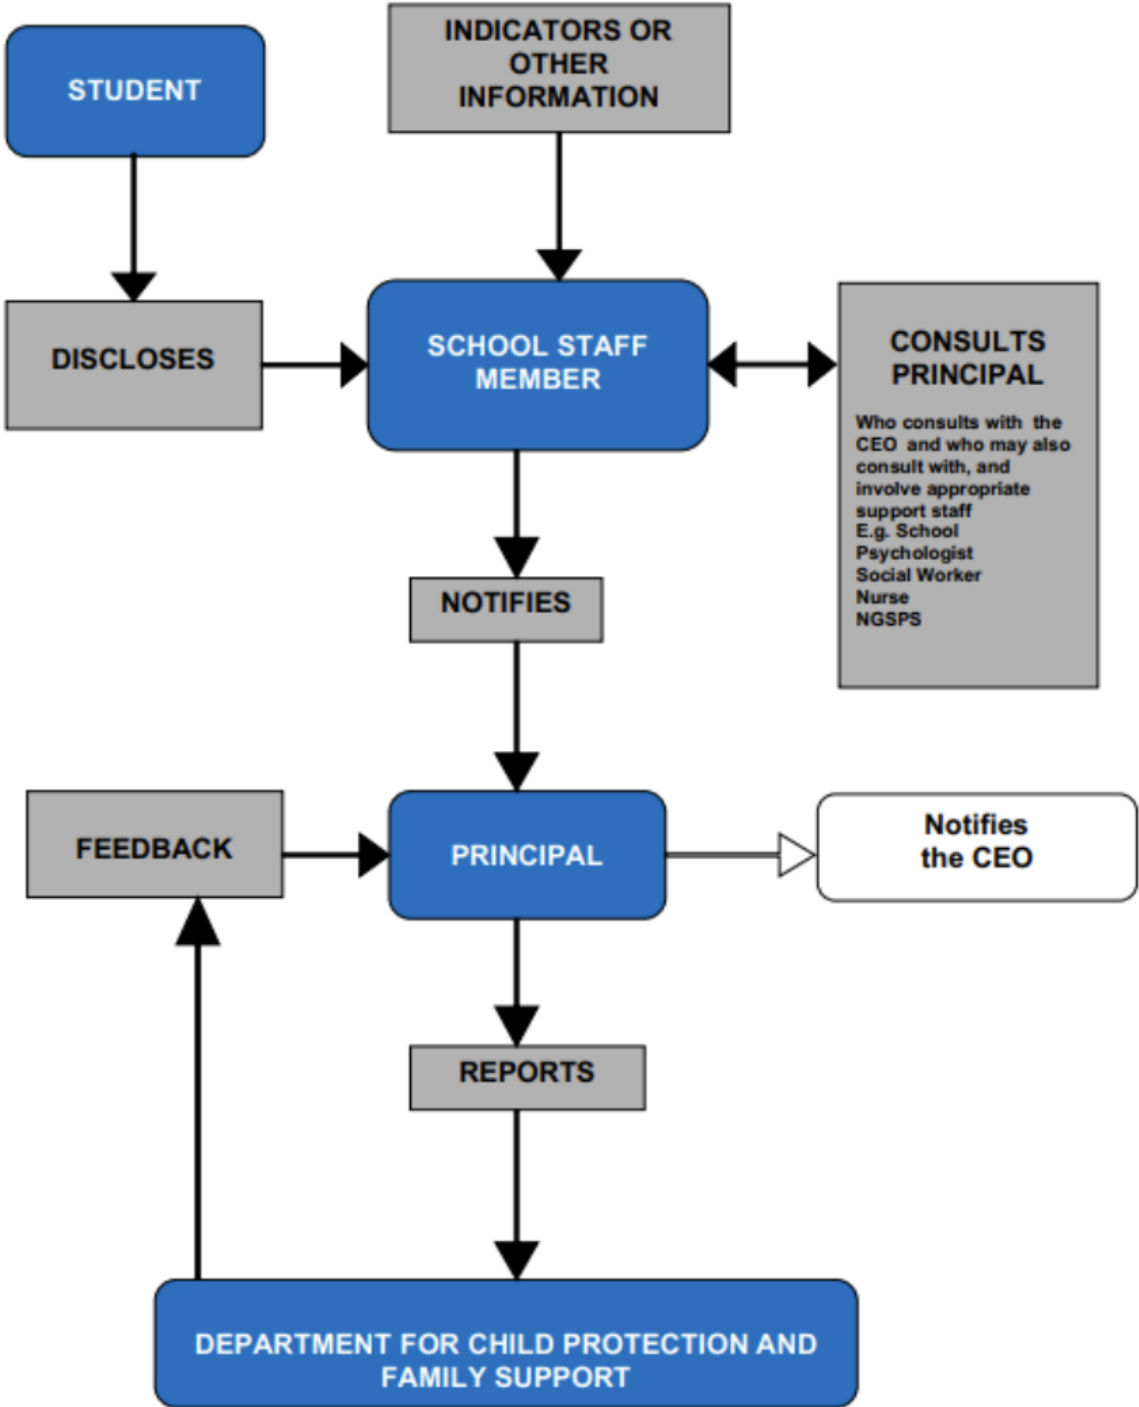 STUDENT
INDICATORS OR
OTHER
INFORMATION
DISCLOSES
SCHOOL STAFF
MEMBER
CONSULTS
PRINCIPAL
Who consults with the
CEO and who may also
consult with, and
involve appropriate
support staff
E.g. School
Psychologist
Social Worker
Nurse
NGSPS
NOTIFIES
FEEDBACK
PRINCIPAL
Notifies
the CEO
REPORTS
DEPARTMENT FOR CHILD PROTECTION AND
FAMILY SUPPORT